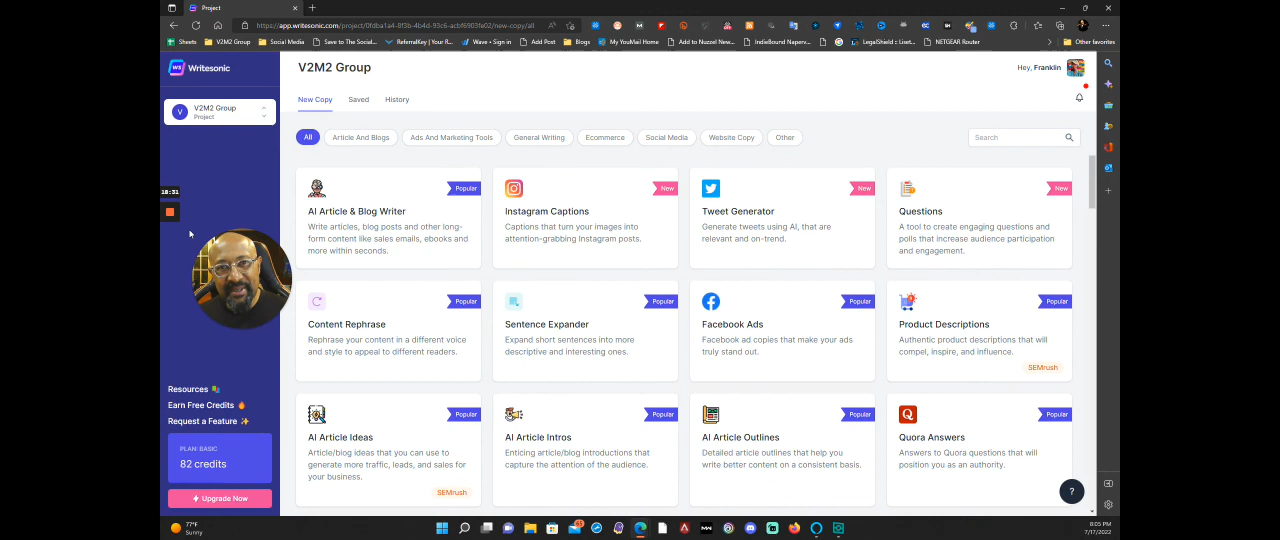 Project
https://app.writesonic.com/project/0fdba1a4-8f3b-4b4d-93c6-acbf6903fe02/new-copy/all
Sheets
V2M2 Group
Social Media
Save to The Social...
ReferralKey | Your R...
Wave • Sign in
Add Post
Blogs
My YouMail Home
Add to Nuzzel New...
IndieBound Naperv...
LegalShield :: Liset...
NETGEAR Router
Other favorites
WS Writesonic
V2M2 Group
Hey, Franklin
V V2M2 Group
Project
New Copy
Saved
History
All
Article And Blogs
Ads And Marketing Tools
General Writing
Ecommerce
Social Media
Website Copy
Other
Search
Popular
AI Article & Blog Writer
Write articles, blog posts and other long-
form content like sales emails, ebooks and
more within seconds.
New
Instagram Captions
Captions that turn your images into
attention-grabbing Instagram posts.
New
Tweet Generator
Generate tweets using AI, that are
relevant and on-trend.
New
Questions
A tool to create engaging questions and
polls that increase audience participation
and engagement.
Popular
Content Rephrase
Rephrase your content in a different voice
and style to appeal to different readers.
Popular
Sentence Expander
Expand short sentences into more
descriptive and interesting ones.
Popular
Facebook Ads
Facebook ad copies that make your ads
truly stand out.
Popular
Product Descriptions
Authentic product descriptions that will
compel, inspire, and influence.
SEMrush
Popular
AI Article Ideas
Article/blog ideas that you can use to
generate more traffic, leads, and sales for
your business.
SEMrush
Popular
AI Article Intros
Enticing article/blog introductions that
capture the attention of the audience.
Popular
AI Article Outlines
Detailed article outlines that help you
write better content on a consistent basis.
Popular
Quora Answers
Answers to Quora questions that will
position you as an authority.
Resources
Earn Free Credits
Request a Feature
PLAN: BASIC
82 credits
Upgrade Now
?
77°F
Sunny
8:05 PM
7/17/2022